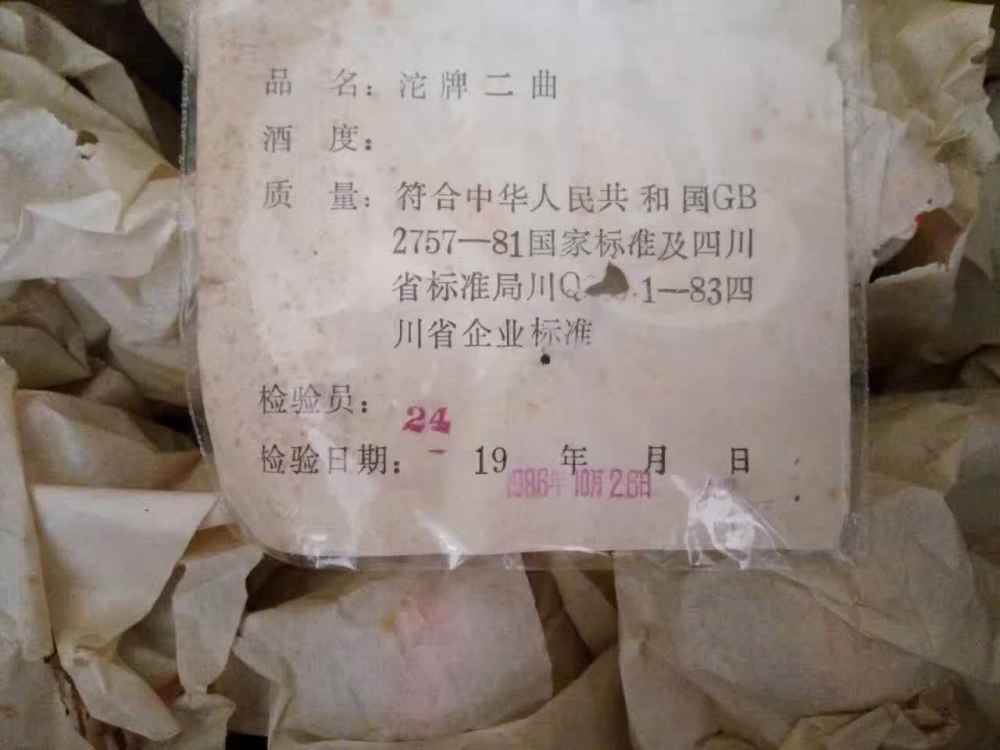 品 名：沱牌二曲
酒 度：
质 量：符合中华人民共和国GB
2757—81国家标准及四川
省标准局川Q 1—83四
川省企业标准
检验员：
24
检验日期： 19 年 月 日
1986年10月26日